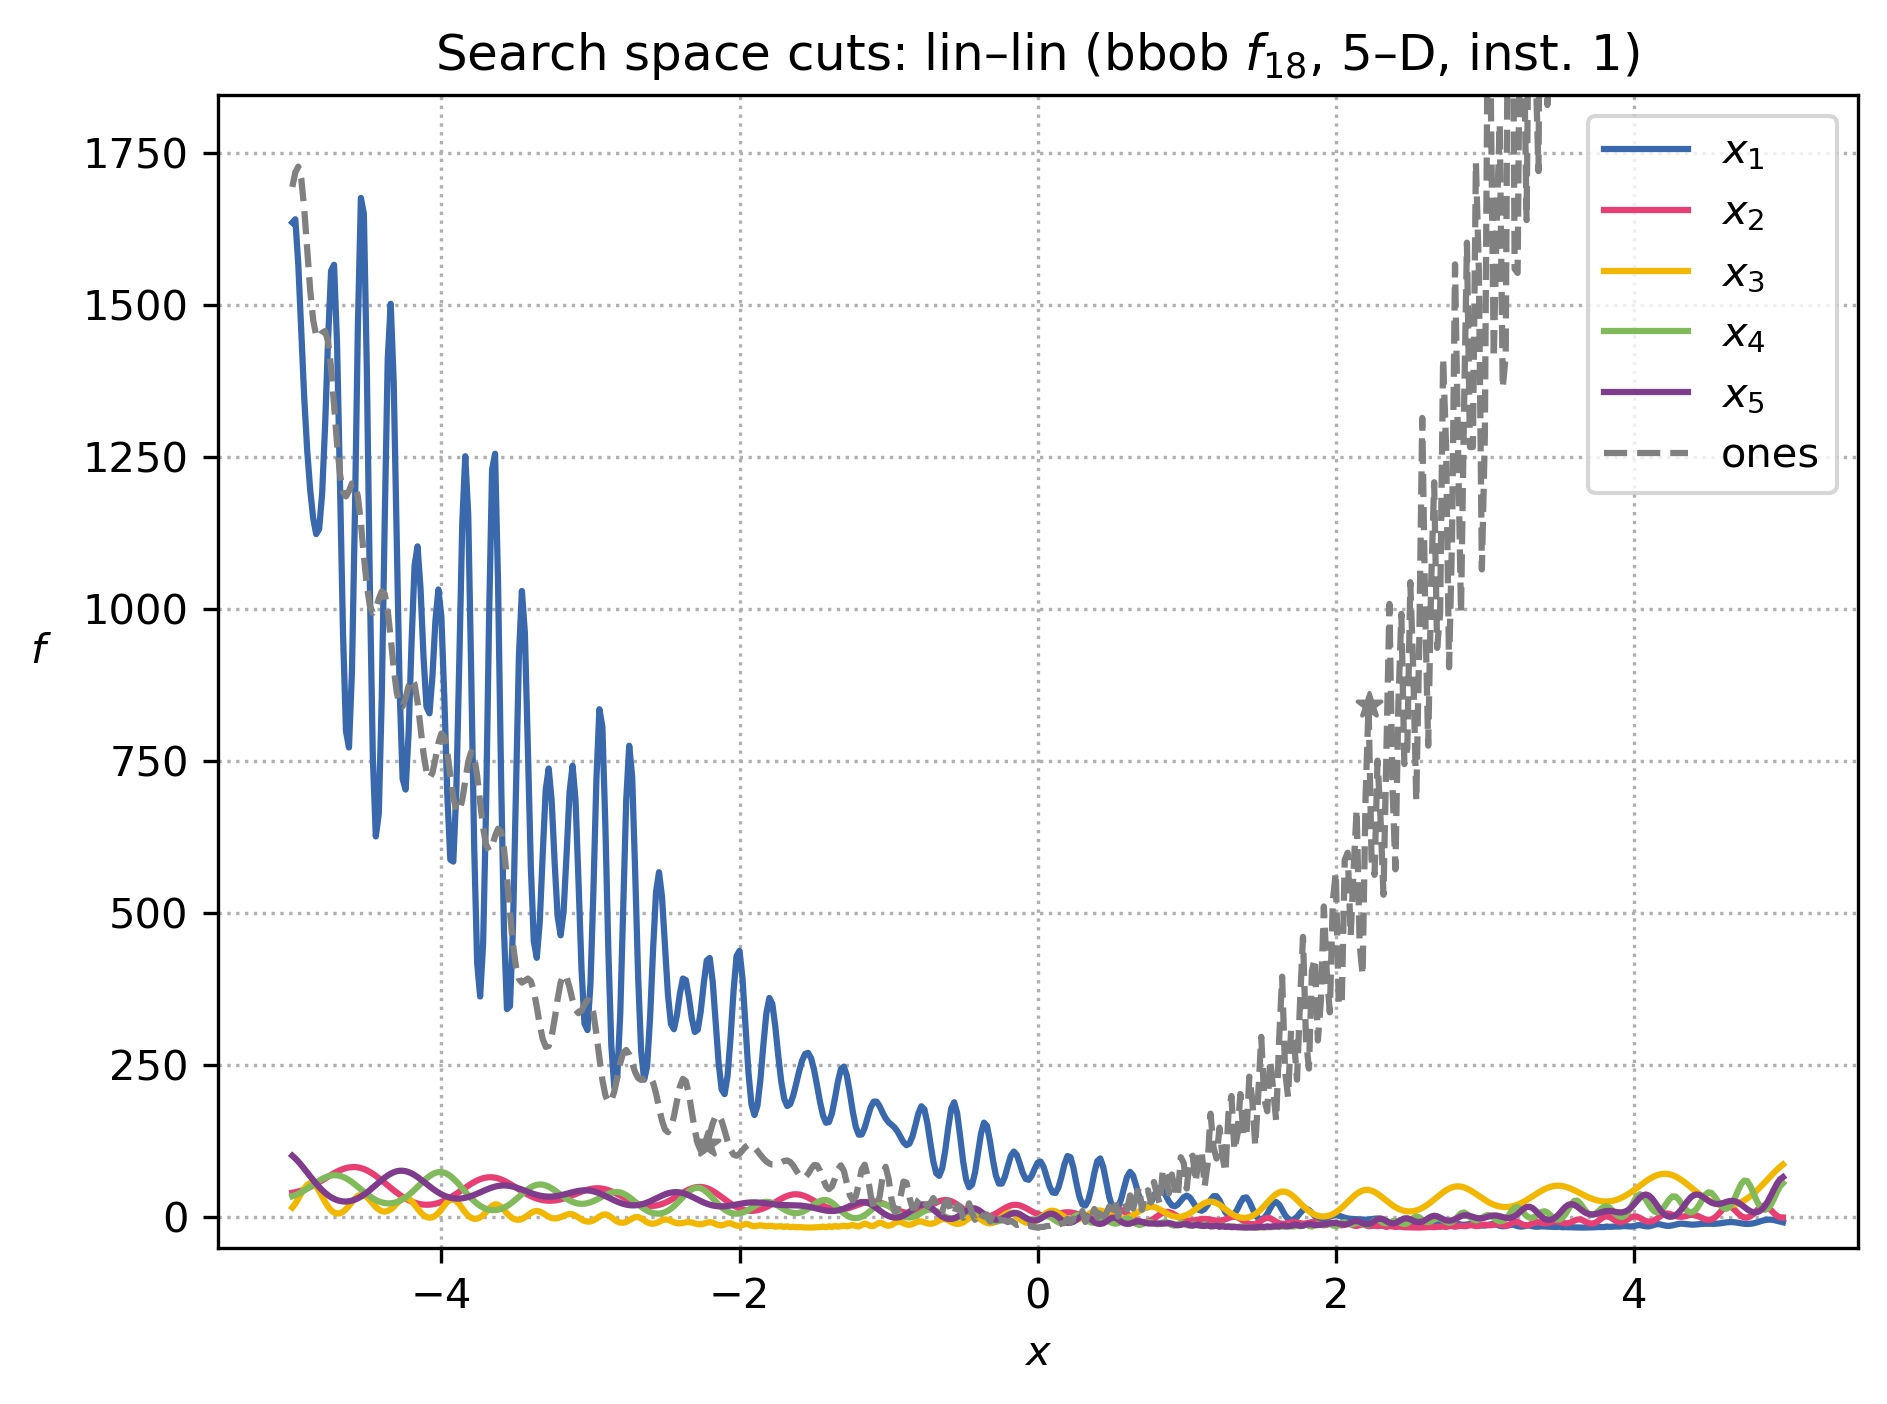 Search space cuts: lin–lin (bbob f₁₈, 5–D, inst. 1)
1750
1500
1250
1000
750
500
250
0
f
−4
−2
0
2
4
x
x₁
x₂
x₃
x₄
x₅
ones